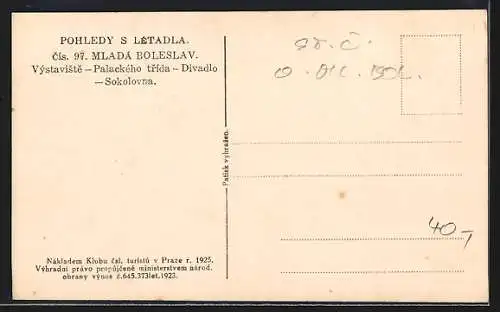 POHLEDY S LETADLA.
Čís. 97. MLADÁ BOLESLAV.
Výstaviště – Palackého třída – Divadlo
– Sokolovna.
Patisk vyhražen.
40,-
Nákladem Klubu čsl. turistů v Praze r. 1925.
Výhradní právo propůjčené ministerstvem národ.
obrany výnos č. 645.373 let. 1923.